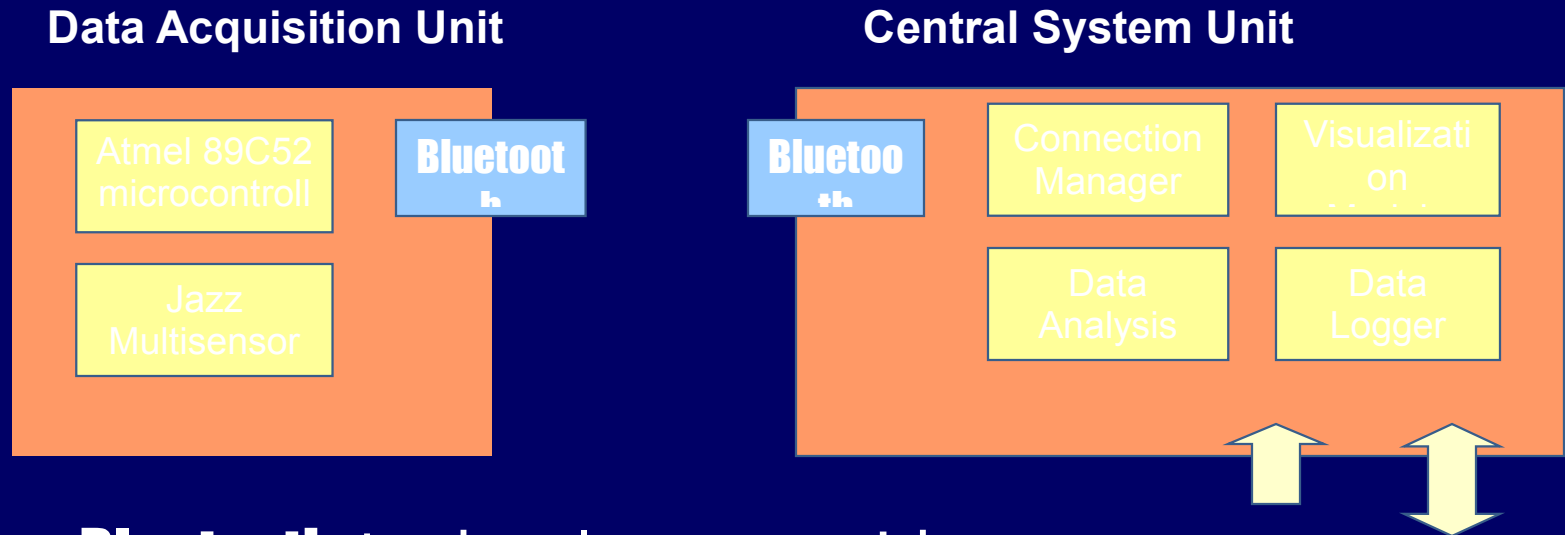 Data Acquisition Unit
Central System Unit
Atmel 89C52
microcontroll
Bluetoot
h
Jazz
Multisensor
Bluetoo
th
Connection
Manager
Visualizati
on
Data
Analysis
Data
Logger